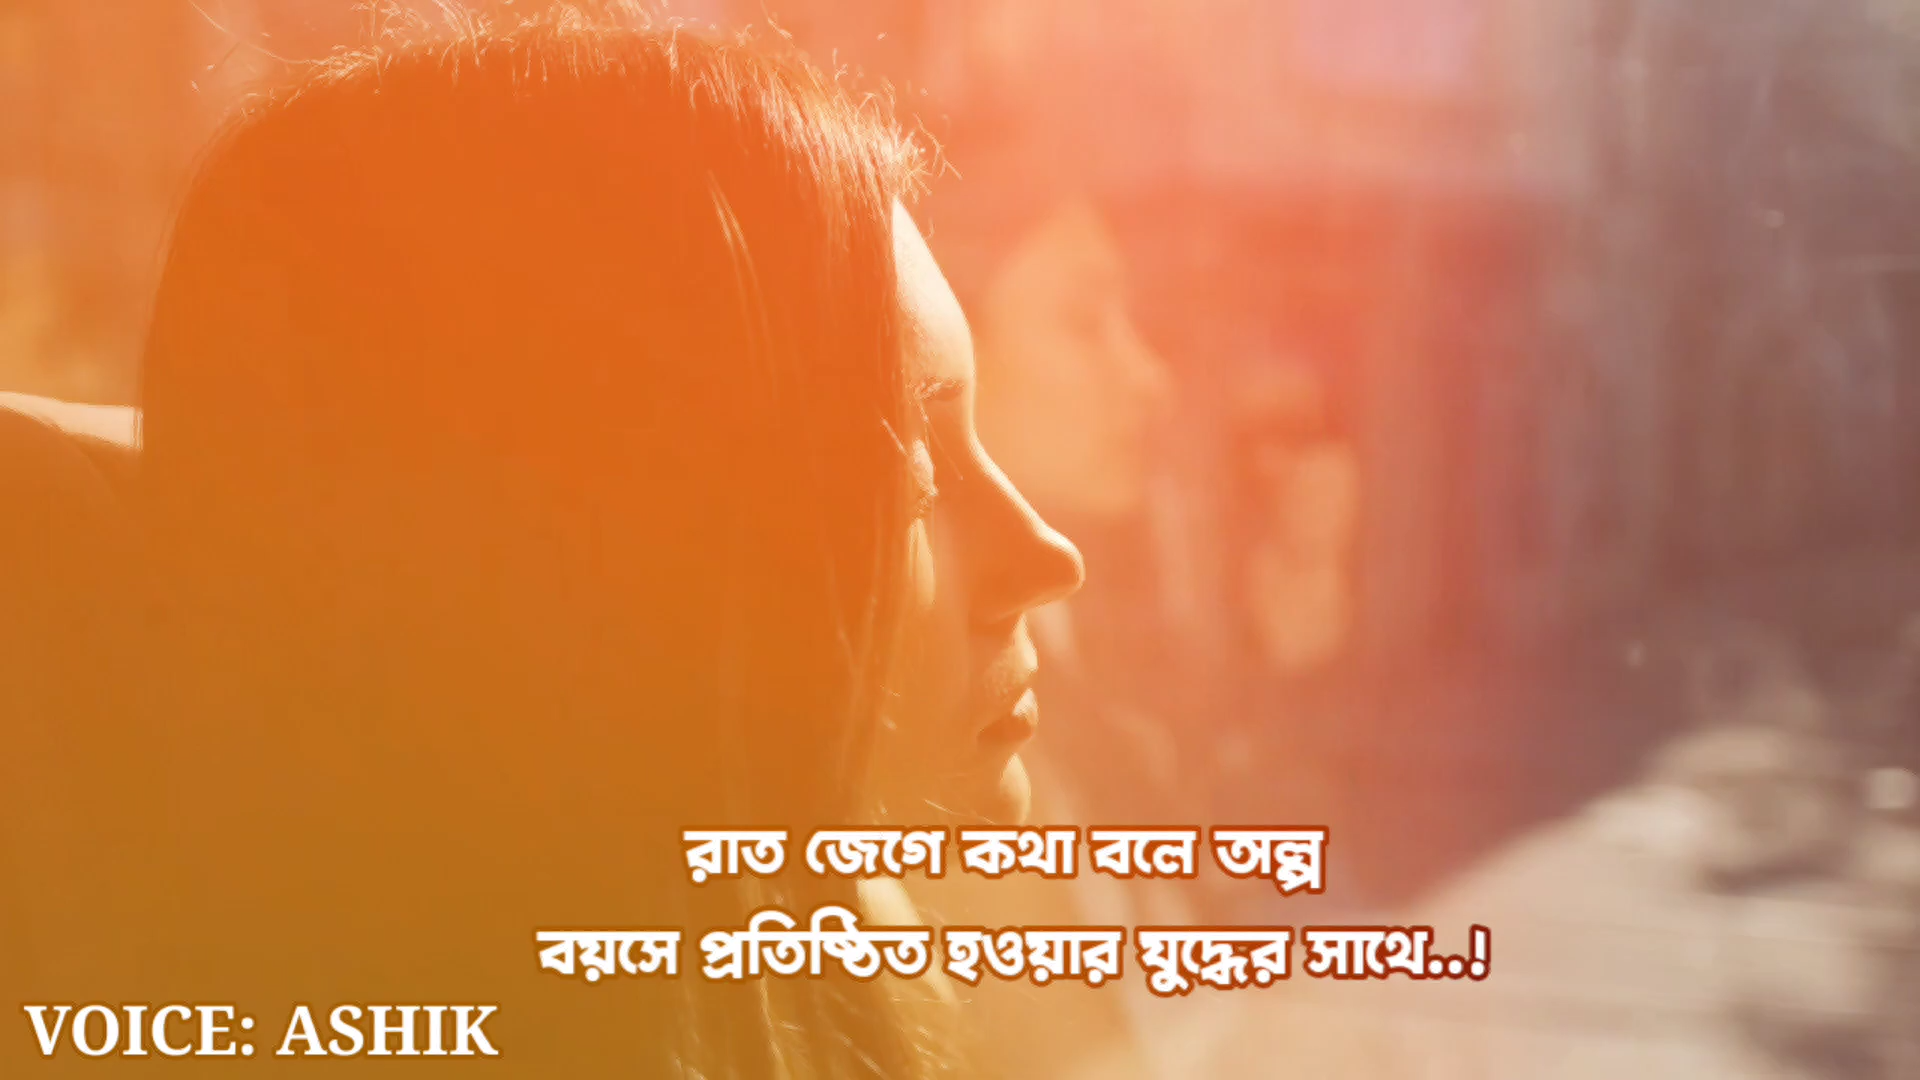 রাত জেগে কথা বলে অল্প
বয়সে প্রতিষ্ঠিত হওয়ার যুদ্ধের সাথে..!
VOICE: ASHIK